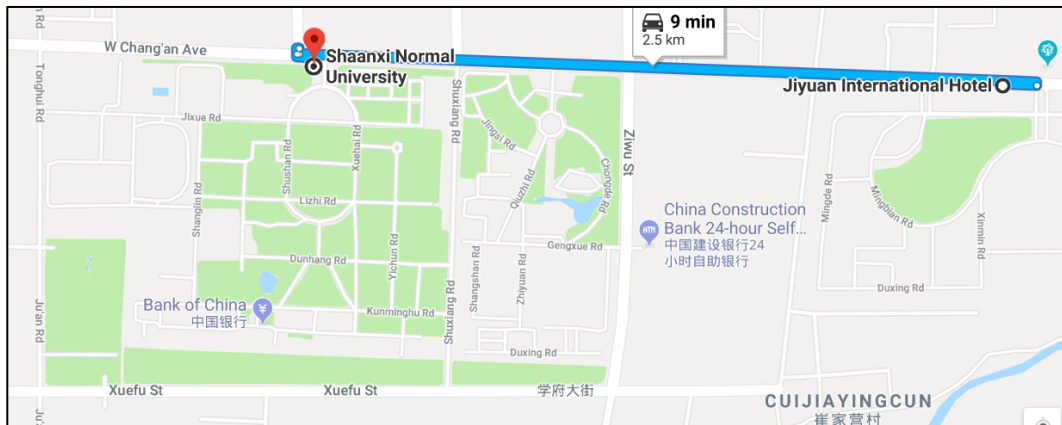 9 min
2.5 km
W Chang'an Ave
Shaanxi Normal
University
Jiyuan International Hotel
Tonghui Rd
Jixue Rd
Shushan Rd
Xuehai Rd
Shuxiang Rd
Jingsi Rd
Qiuzhi Rd
Chongde Rd
Ziwu St
Mingde Rd
Mingbian Rd
Xinmin Rd
Shanglin Rd
Lizhi Rd
Yichun Rd
Dunhang Rd
Gengxue Rd
Shangshan Rd
Zhiyuan Rd
ATM
China Construction
Bank 24-hour Self...
中国建设银行24
小时自助银行
Duxing Rd
Ju'an Rd
Bank of China
中国银行
¥
Kunminghu Rd
Shuxiang Rd
Duxing Rd
Xuefu St
Xuefu St
学府大街
CUIJIAYINGCUN
崔家营村